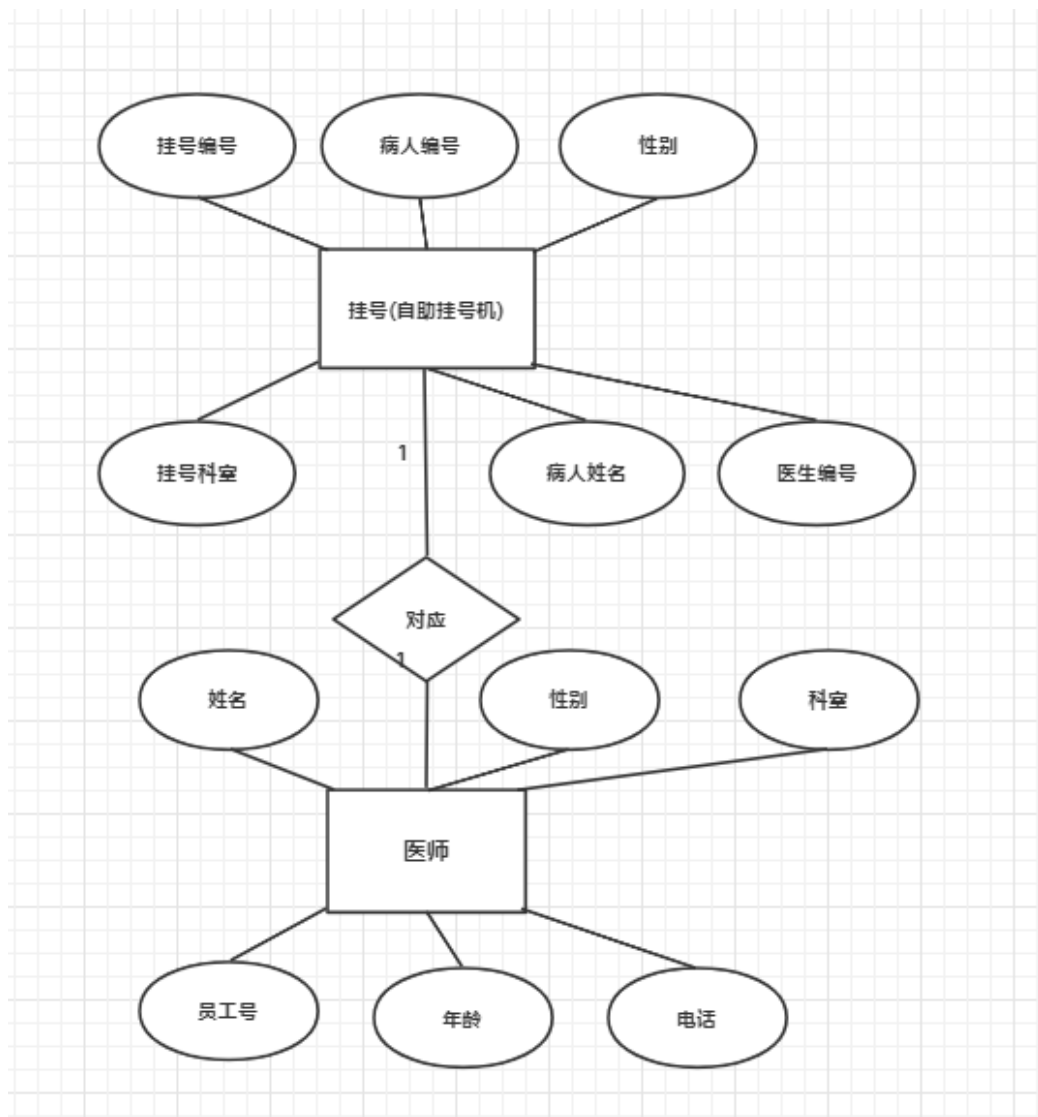 挂号编号
病人编号
性别
挂号(自助挂号机)
1
挂号科室
病人姓名
医生编号
对应
1
姓名
性别
科室
医师
员工号
年龄
电话